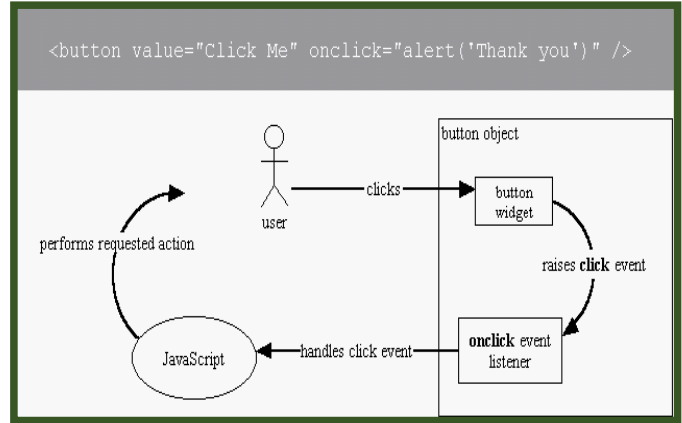 <button value="Click Me" onclick="alert('Thank you')" />
button object
clicks
button
widget
user
performs requested action
raises click event
onclick event
listener
handles click event
JavaScript